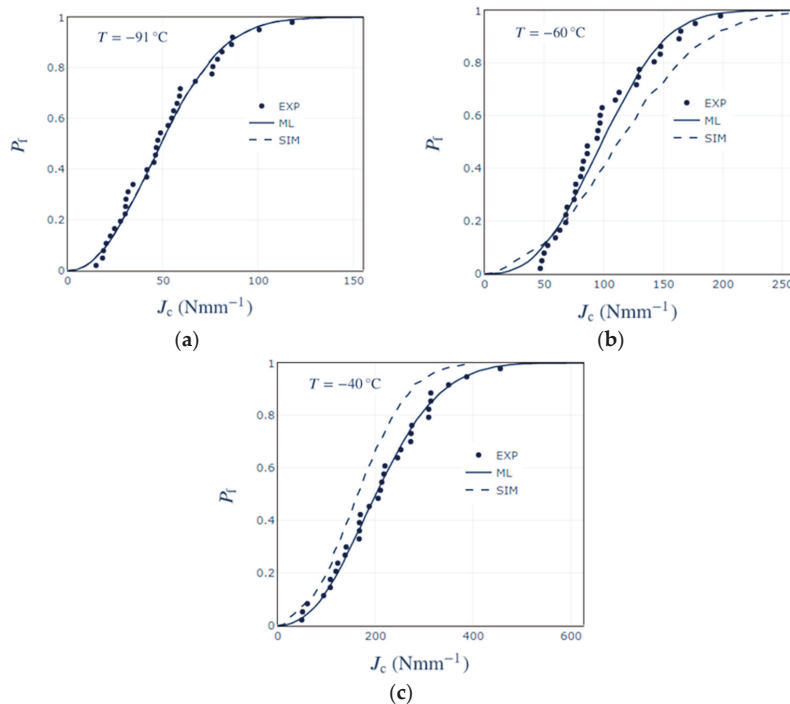 1
0.8
0.6
0.4
0.2
0
P_f
T = −91 °C
EXP
ML
SIM
0
50
100
150
J_c (Nmm⁻¹)
(a)
1
0.8
0.6
0.4
0.2
0
P_f
T = −60 °C
EXP
ML
SIM
0
50
100
150
200
250
J_c (Nmm⁻¹)
(b)
1
0.8
0.6
0.4
0.2
0
P_f
T = −40 °C
EXP
ML
SIM
0
200
400
600
J_c (Nmm⁻¹)
(c)